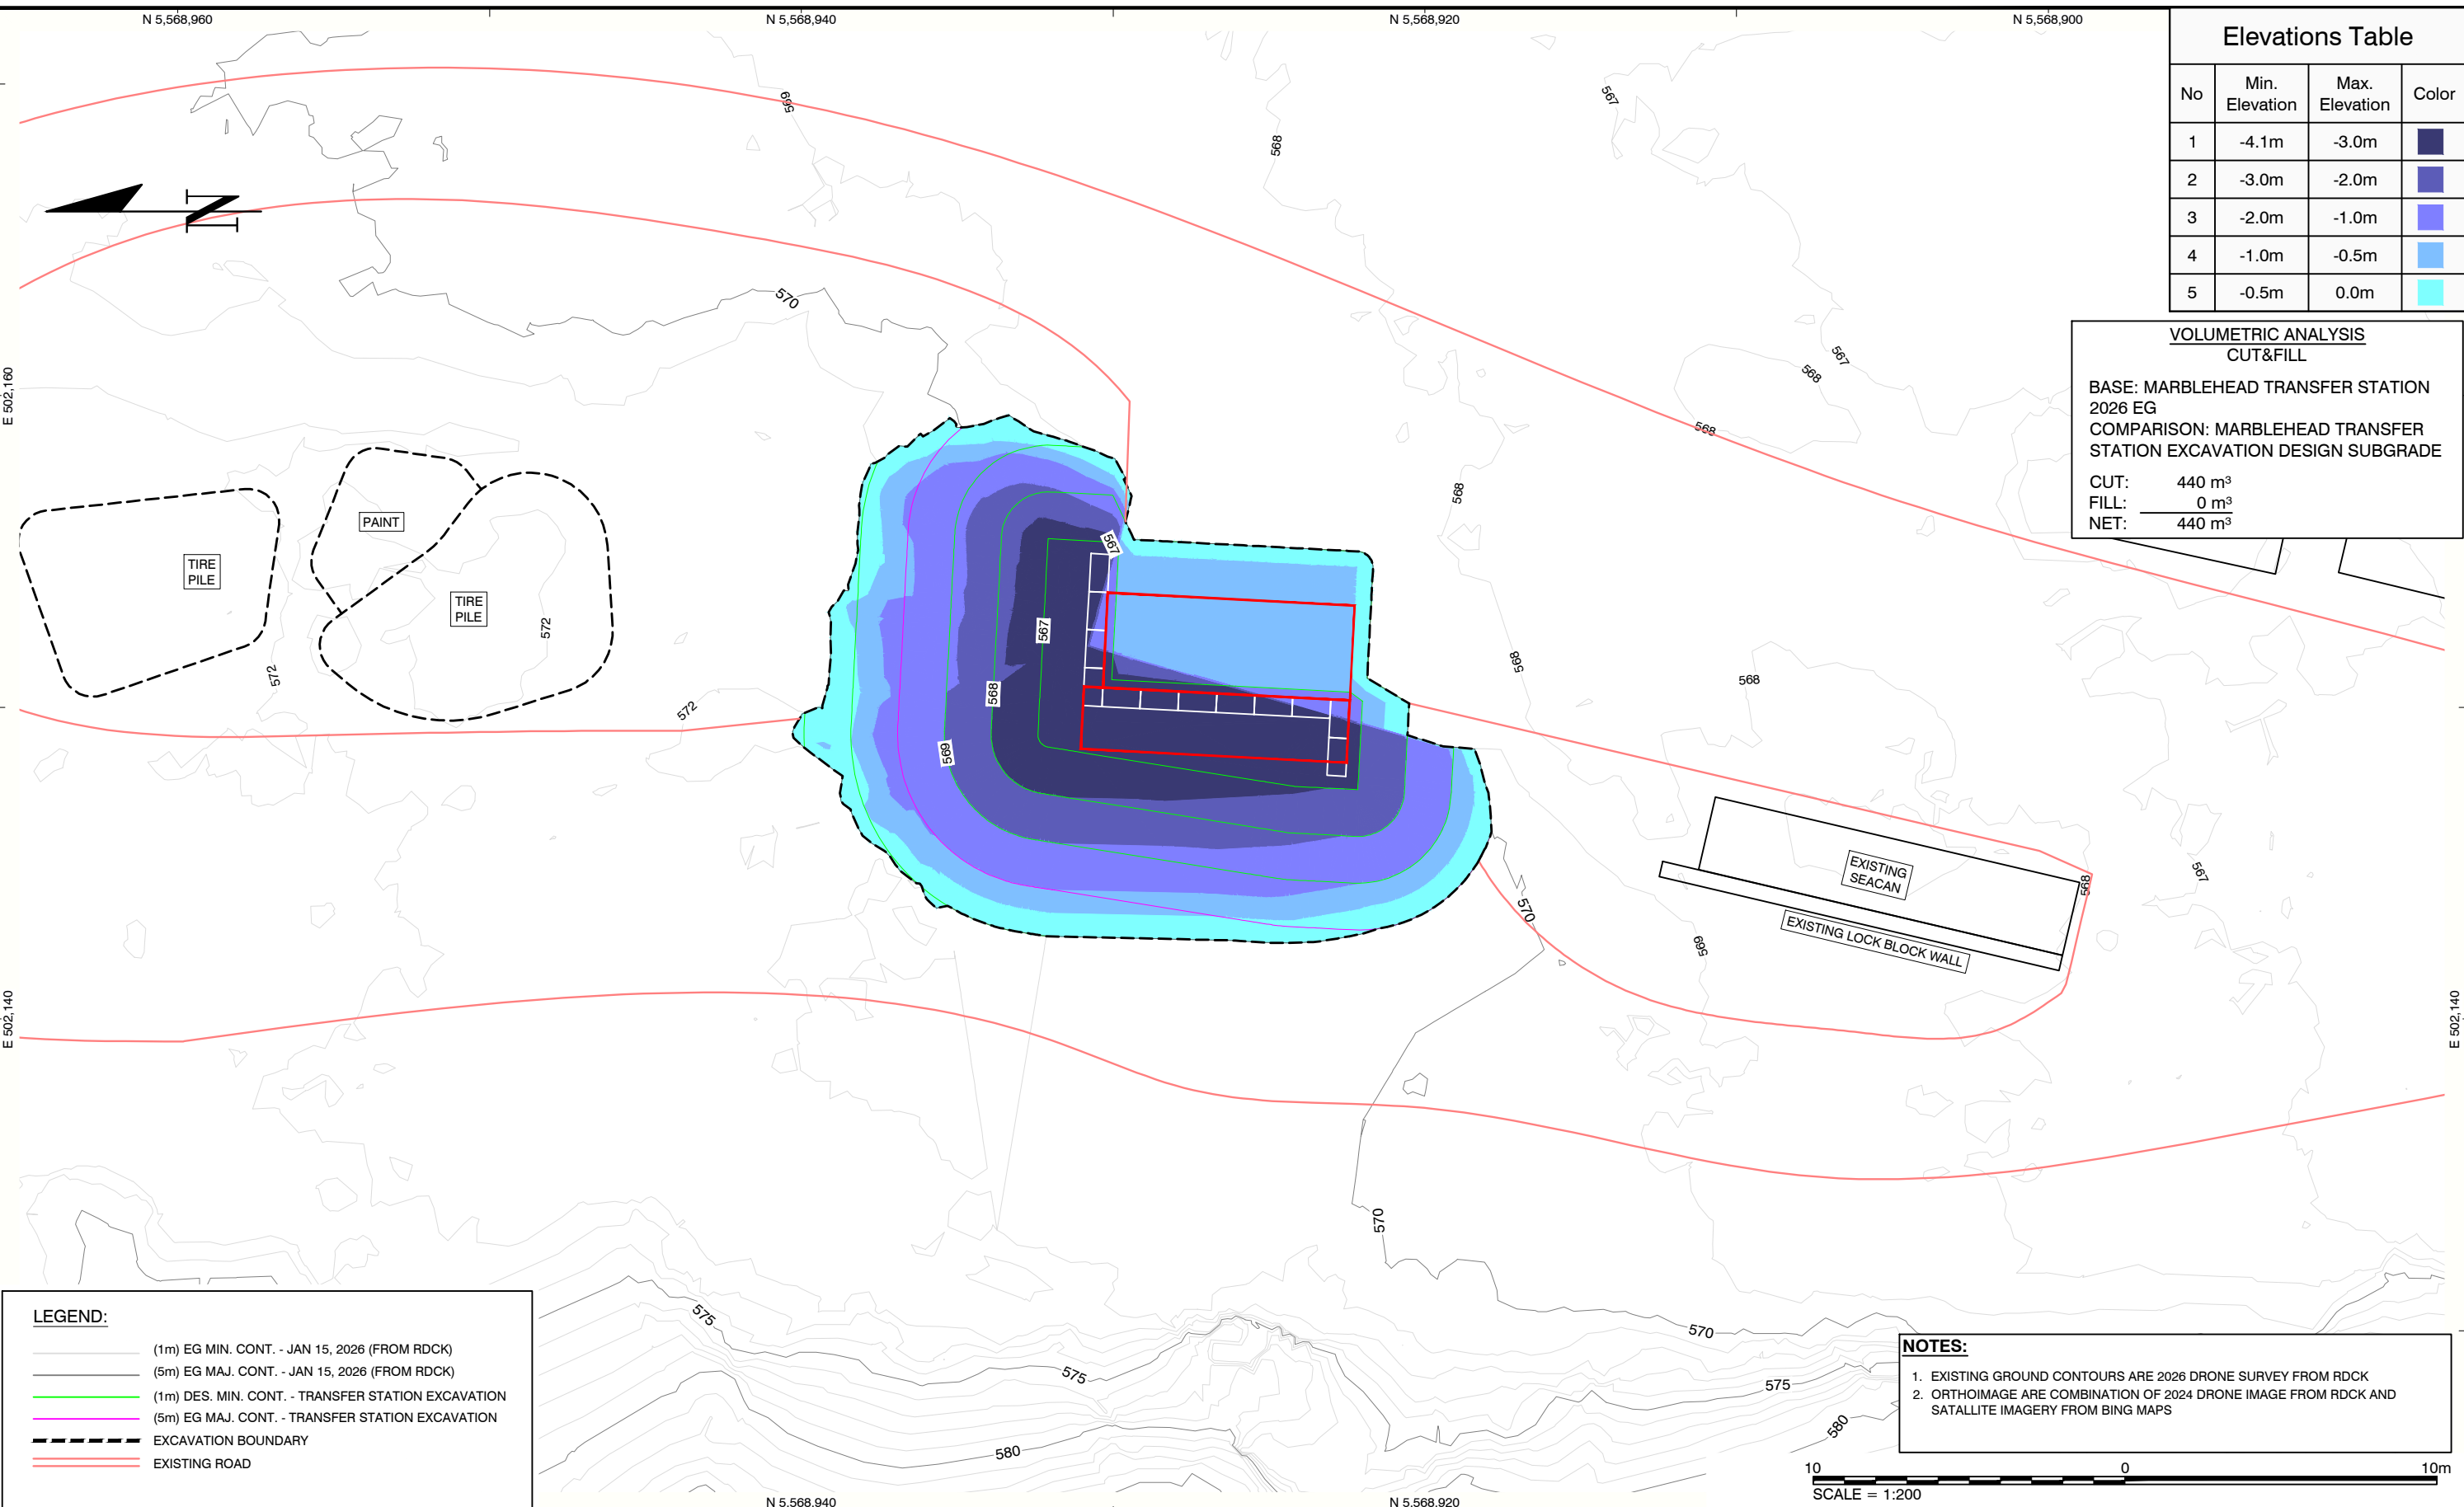 N 5,568,960
N 5,568,940
N 5,568,920
N 5,568,900
Elevations Table
No
Min.
Elevation
Max.
Elevation
Color
1
-4.1m
-3.0m
2
-3.0m
-2.0m
3
-2.0m
-1.0m
4
-1.0m
-0.5m
5
-0.5m
0.0m
VOLUMETRIC ANALYSIS
CUT&FILL
BASE: MARBLEHEAD TRANSFER STATION
2026 EG
COMPARISON: MARBLEHEAD TRANSFER
STATION EXCAVATION DESIGN SUBGRADE
CUT: 440 m³
FILL: 0 m³
NET: 440 m³
569
568
567
N
570
567
568
568
E 502,160
568
PAINT
TIRE
PILE
TIRE
PILE
572
572
572
567
567
568
569
568
568
EXISTING
SEACAN
568
567
EXISTING LOCK BLOCK WALL
570
569
E 502,140
E 502,140
570
570
575
575
575
580
580
LEGEND:
(1m) EG MIN. CONT. - JAN 15, 2026 (FROM RDCK)
(5m) EG MAJ. CONT. - JAN 15, 2026 (FROM RDCK)
(1m) DES. MIN. CONT. - TRANSFER STATION EXCAVATION
(5m) EG MAJ. CONT. - TRANSFER STATION EXCAVATION
EXCAVATION BOUNDARY
EXISTING ROAD
NOTES:
1. EXISTING GROUND CONTOURS ARE 2026 DRONE SURVEY FROM RDCK
2. ORTHOIMAGE ARE COMBINATION OF 2024 DRONE IMAGE FROM RDCK AND
SATALLITE IMAGERY FROM BING MAPS
10 0 10m
SCALE = 1:200
N 5,568,940
N 5,568,920